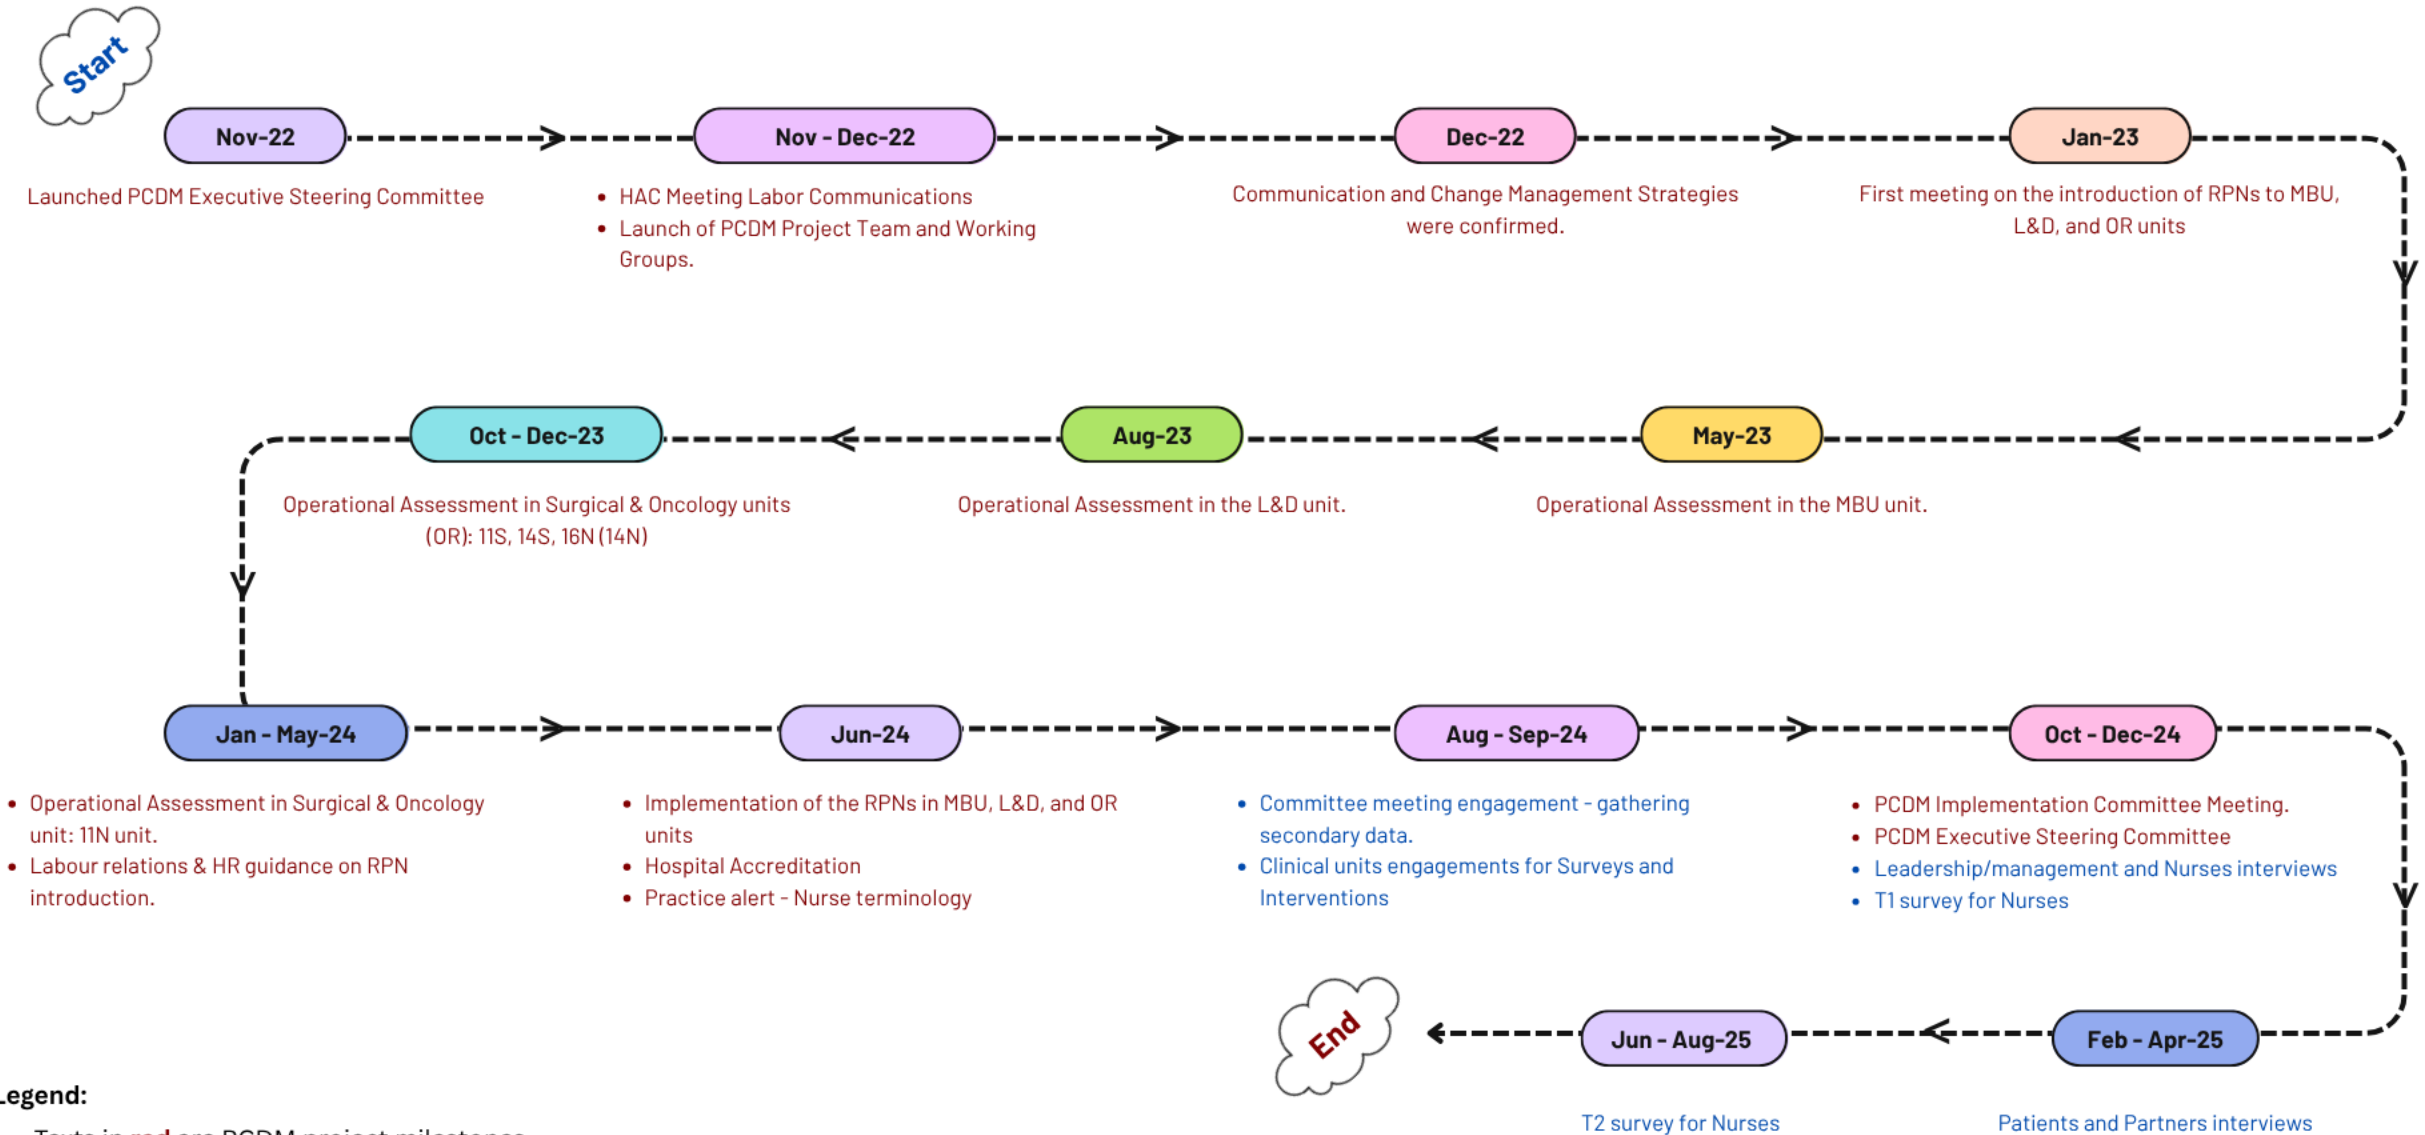 Start
Nov-22
Launched PCDM Executive Steering Committee
Nov - Dec-22
• HAC Meeting Labor Communications
• Launch of PCDM Project Team and Working
Groups.
Dec-22
Communication and Change Management Strategies
were confirmed.
Jan-23
First meeting on the introduction of RPNs to MBU,
L&D, and OR units
May-23
Operational Assessment in the MBU unit.
Aug-23
Operational Assessment in the L&D unit.
Oct - Dec-23
Operational Assessment in Surgical & Oncology units
(OR): 11S, 14S, 16N (14N)
Jan - May-24
• Operational Assessment in Surgical & Oncology
unit: 11N unit.
• Labour relations & HR guidance on RPN
introduction.
Jun-24
• Implementation of the RPNs in MBU, L&D, and OR
units
• Hospital Accreditation
• Practice alert - Nurse terminology
Aug - Sep-24
• Committee meeting engagement - gathering
secondary data.
• Clinical units engagements for Surveys and
Interventions
Oct - Dec-24
• PCDM Implementation Committee Meeting.
• PCDM Executive Steering Committee
• Leadership/management and Nurses interviews
• T1 survey for Nurses
Feb - Apr-25
Patients and Partners interviews
Jun - Aug-25
T2 survey for Nurses
End
Legend:
Texts in red are PCDM project milestones